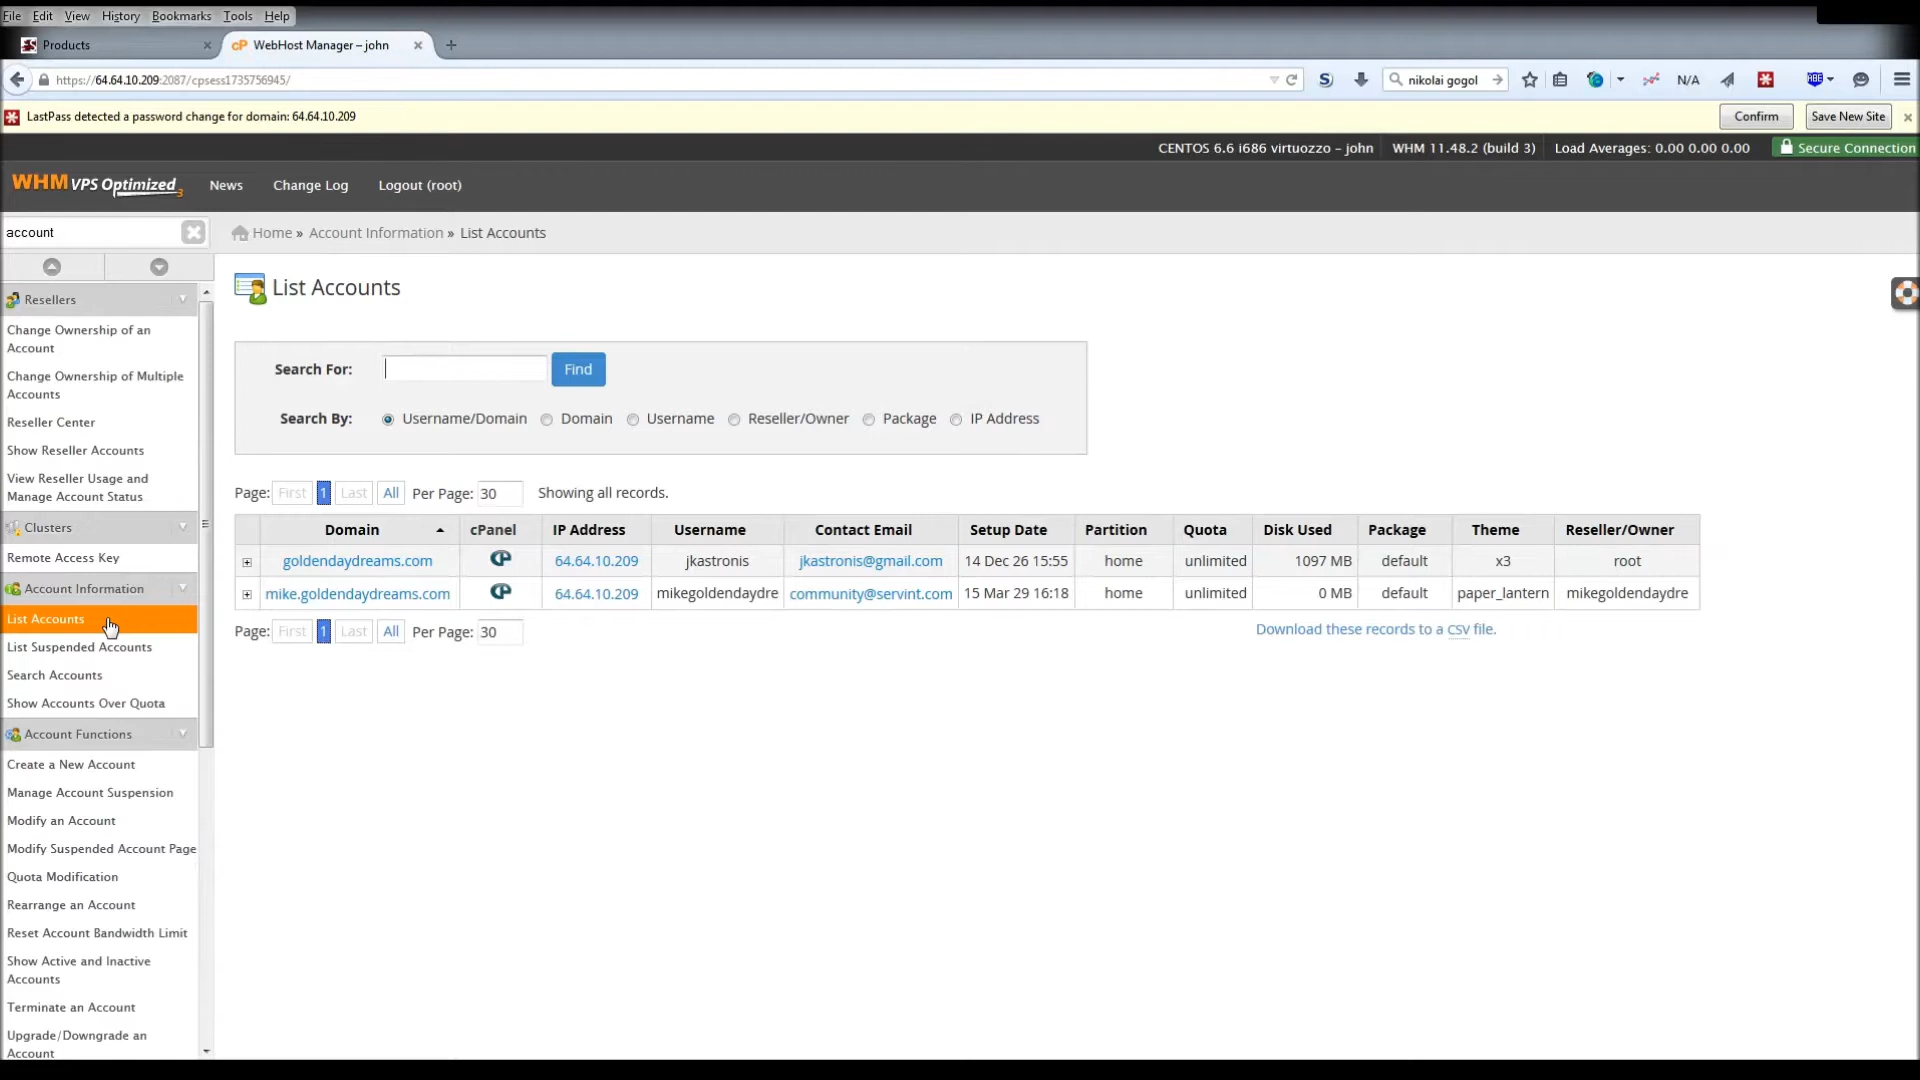 File Edit View History Bookmarks Tools Help
Products
cP WebHost Manager – john
https://64.64.10.209:2087/cpsess1735756945/
nikolai gogol
N/A
ABE
LastPass detected a password change for domain: 64.64.10.209
Confirm
Save New Site
CENTOS 6.6 i686 virtuozzo – john
WHM 11.48.2 (build 3)
Load Averages: 0.00 0.00 0.00
Secure Connection
WHM VPS Optimized 3
News
Change Log
Logout (root)
account
Home » Account Information » List Accounts
Resellers
Change Ownership of an
Account
Change Ownership of Multiple
Accounts
Reseller Center
Show Reseller Accounts
View Reseller Usage and
Manage Account Status
Clusters
Remote Access Key
Account Information
List Accounts
List Suspended Accounts
Search Accounts
Show Accounts Over Quota
Account Functions
Create a New Account
Manage Account Suspension
Modify an Account
Modify Suspended Account Page
Quota Modification
Rearrange an Account
Reset Account Bandwidth Limit
Show Active and Inactive
Accounts
Terminate an Account
Upgrade/Downgrade an
Account
List Accounts
Search For:
Find
Search By: Username/Domain Domain Username Reseller/Owner Package IP Address
Page: First 1 Last All Per Page: 30 Showing all records.
Domain cPanel IP Address Username Contact Email Setup Date Partition Quota Disk Used Package Theme Reseller/Owner
goldendaydreams.com 64.64.10.209 jkastronis jkastronis@gmail.com 14 Dec 26 15:55 home unlimited 1097 MB default x3 root
mike.goldendaydreams.com 64.64.10.209 mikegoldendaydre community@servint.com 15 Mar 29 16:18 home unlimited 0 MB default paper_lantern mikegoldendaydre
Page: First 1 Last All Per Page: 30
Download these records to a CSV file.